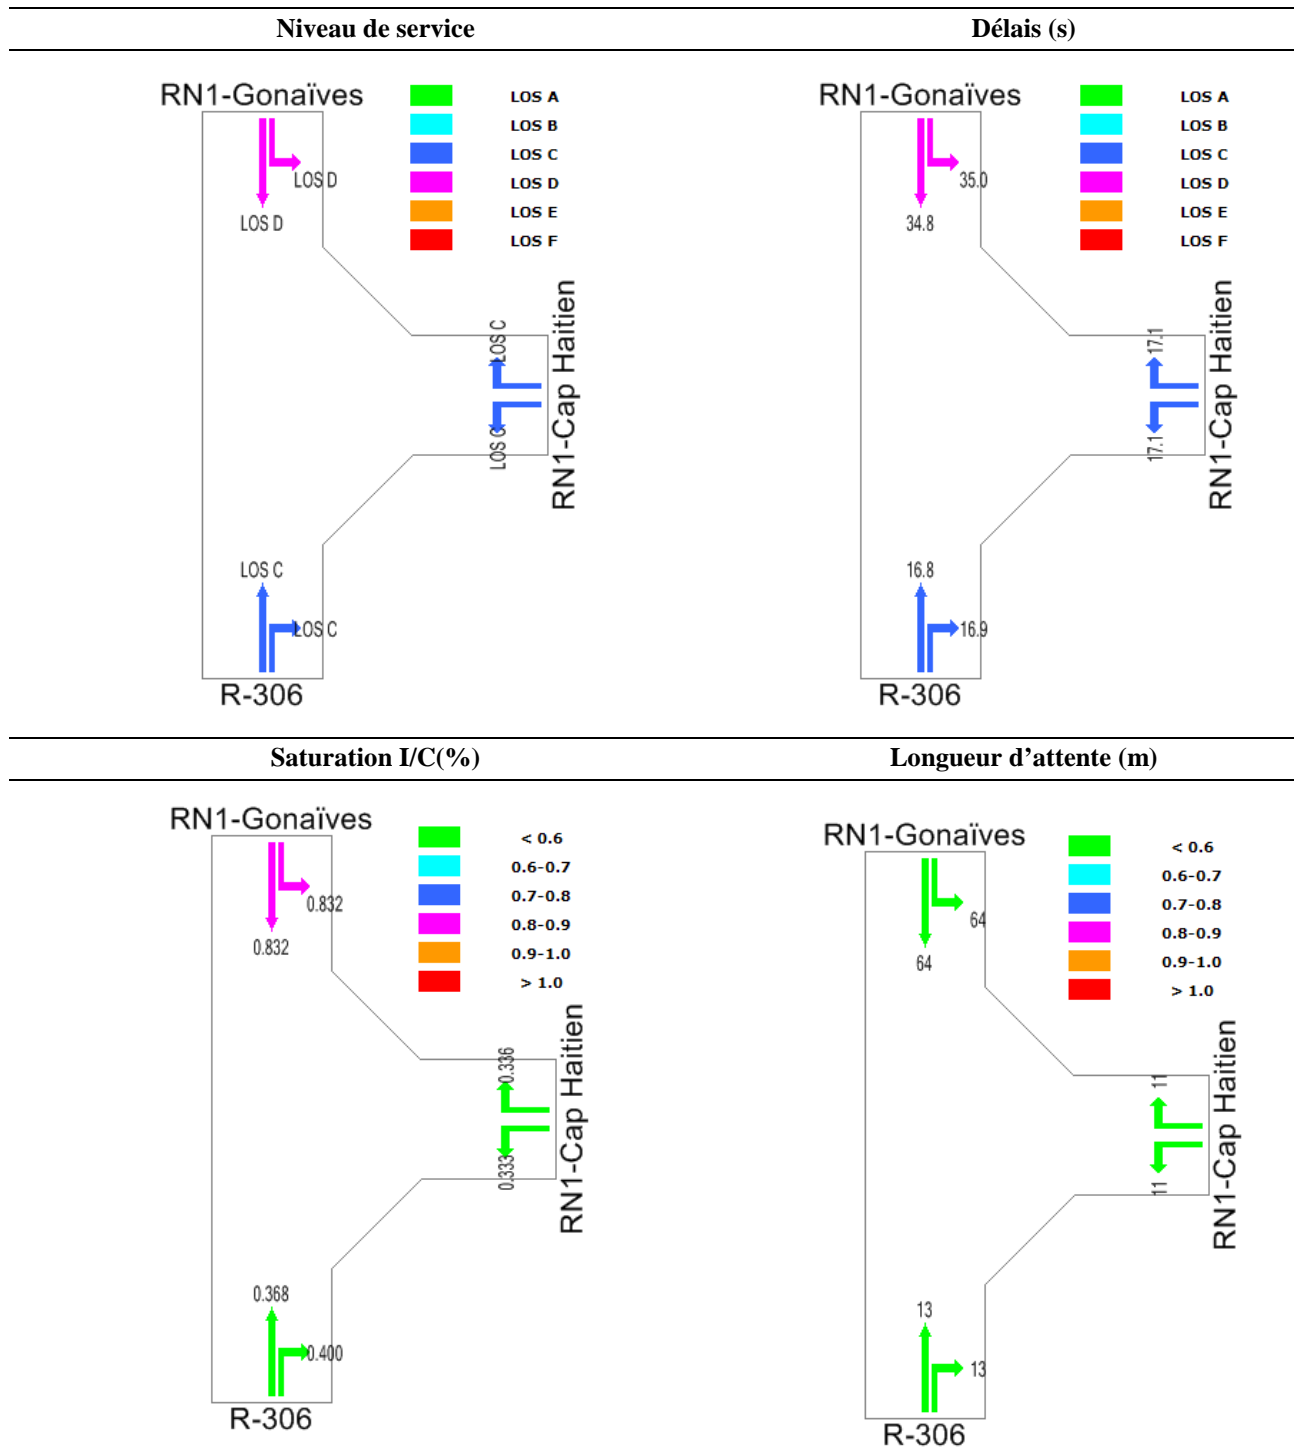 Niveau de service
Délais (s)
RN1-Gonaïves
LOS A
LOS B
LOS C
LOS D
LOS E
LOS F
LOS D
LOS D
LOS C
LOS C
RN1-Cap Haitien
LOS C
LOS C
R-306
RN1-Gonaïves
LOS A
LOS B
LOS C
LOS D
LOS E
LOS F
35.0
34.8
17.1
17.1
RN1-Cap Haitien
16.8
16.9
R-306
Saturation I/C(%)
Longueur d'attente (m)
RN1-Gonaïves
< 0.6
0.6-0.7
0.7-0.8
0.8-0.9
0.9-1.0
> 1.0
0.832
0.832
0.336
0.333
RN1-Cap Haitien
0.368
0.400
R-306
RN1-Gonaïves
< 0.6
0.6-0.7
0.7-0.8
0.8-0.9
0.9-1.0
> 1.0
64
64
11
11
RN1-Cap Haitien
13
13
R-306